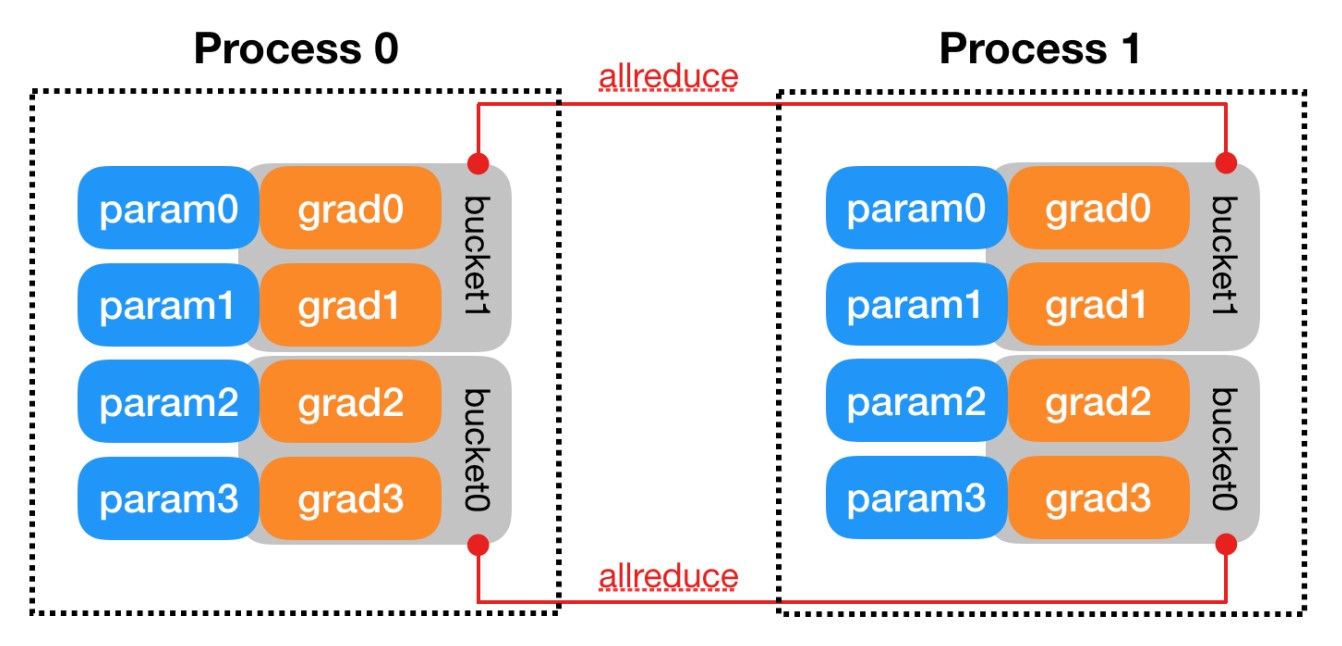 Process 0
Process 1
allreduce
param0 grad0
param1 grad1
bucket1
param2 grad2
param3 grad3
bucket0
param0 grad0
param1 grad1
bucket1
param2 grad2
param3 grad3
bucket0
allreduce